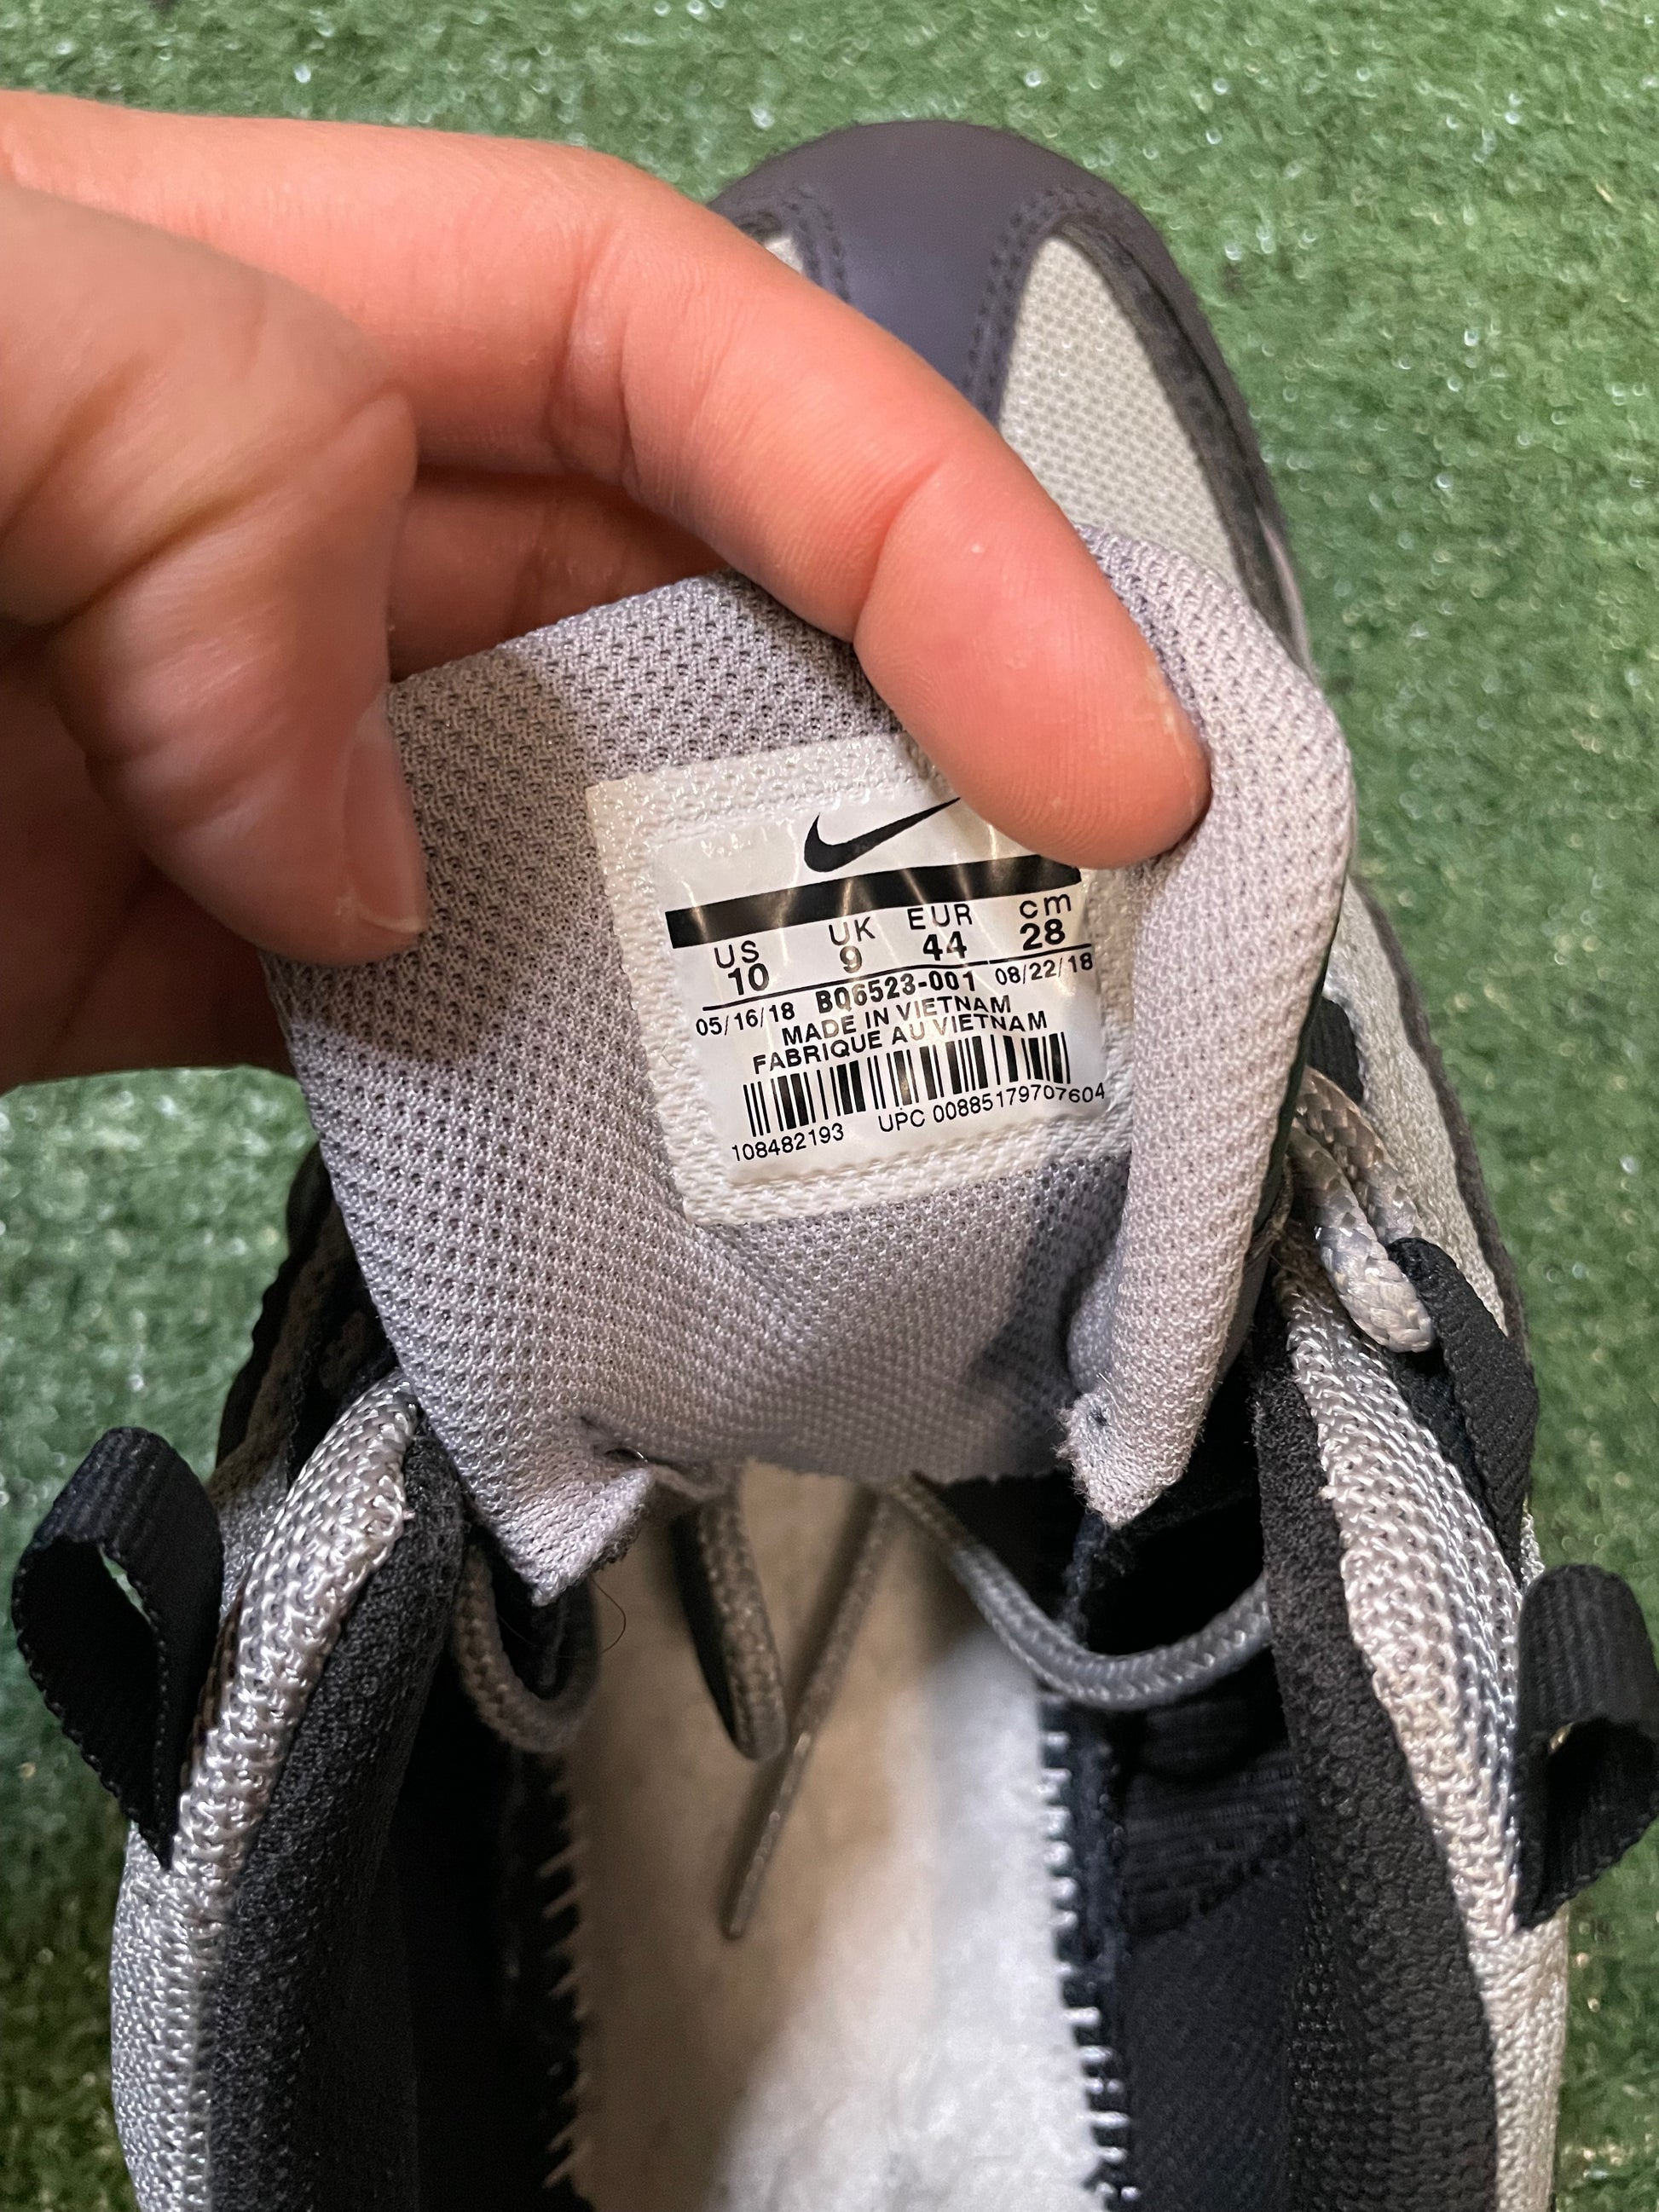 US UK EUR cm
10 9 44 28
05/16/18 BQ6523-001 08/22/18
MADE IN VIETNAM
FABRIQUE AU VIETNAM
108482193 UPC 00885179707604